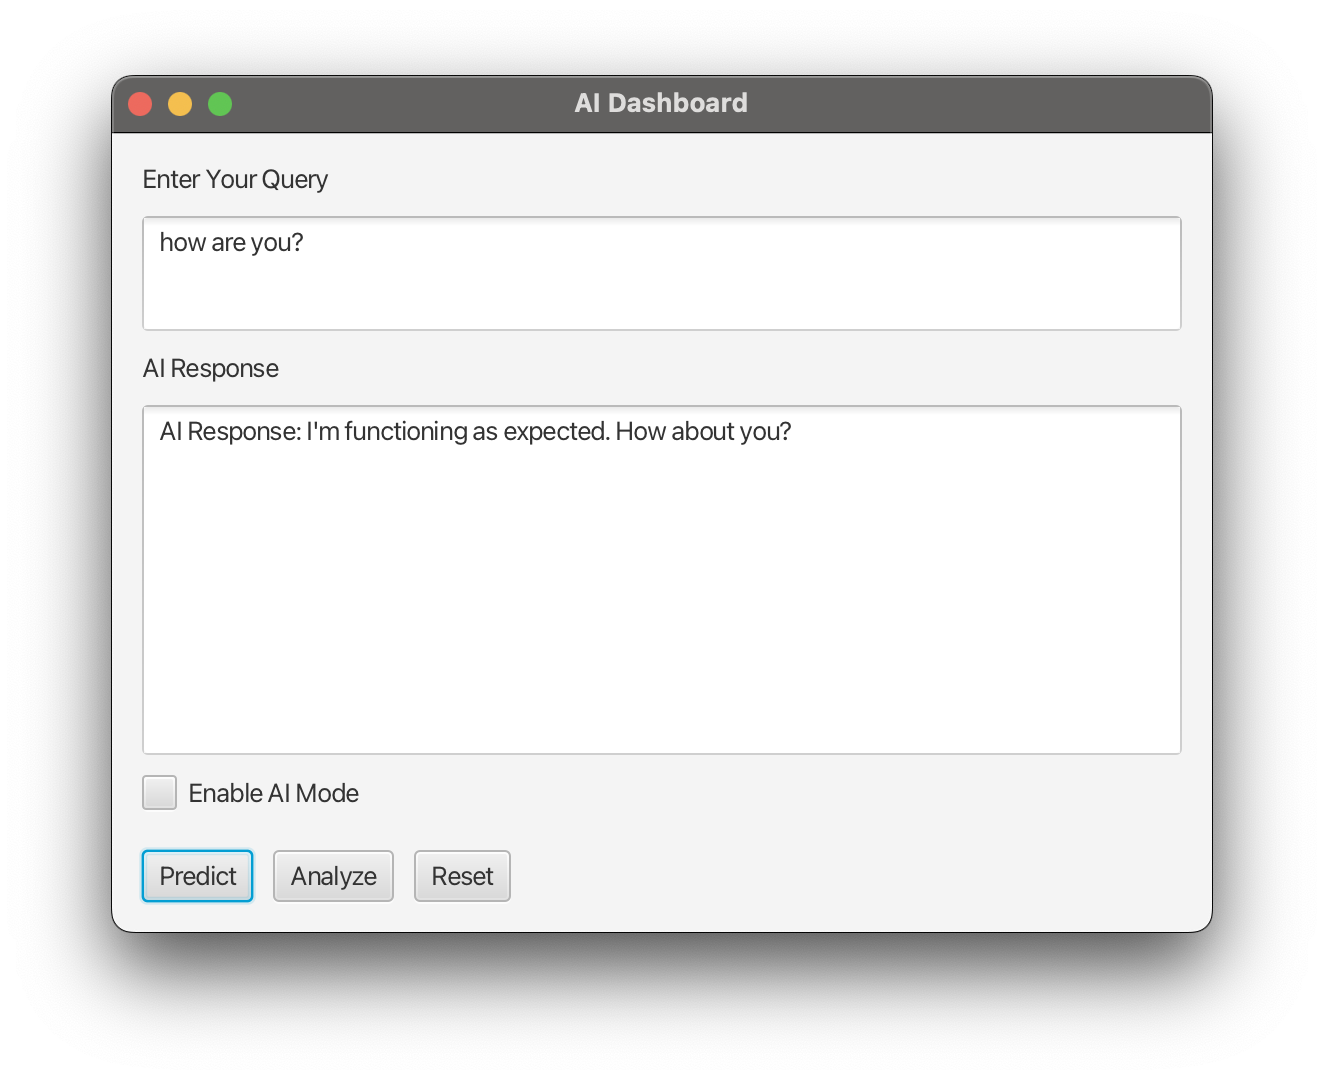 AI Dashboard
Enter Your Query
how are you?
AI Response
AI Response: I'm functioning as expected. How about you?
Enable AI Mode
Predict Analyze Reset